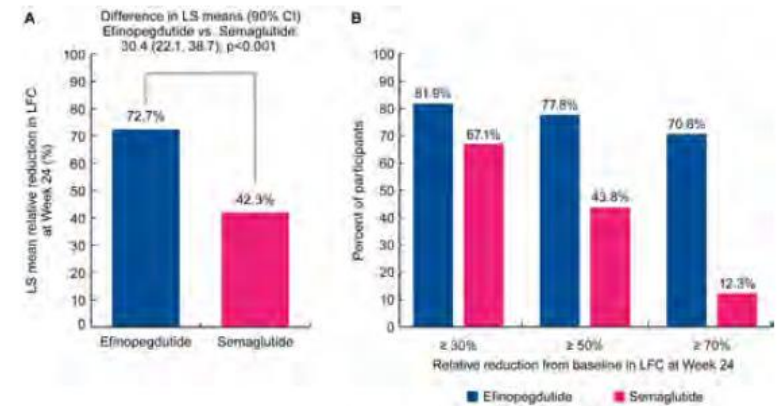 A
Difference in LS means (90% CI)
Efinopegdutide vs. Semaglutide:
30.4 (22.1, 38.7); p<0.001
LS mean relative reduction in LFC
at Week 24 (%)
100
90
80
70
60
50
40
30
20
10
0
72.7%
42.3%
Efinopegdutide
Semaglutide
B
Percent of participants
100
90
80
70
60
50
40
30
20
10
0
81.9%
67.1%
77.8%
43.8%
70.8%
12.3%
≥ 30%
≥ 50%
≥ 70%
Relative reduction from baseline in LFC at Week 24
Efinopegdutide
Semaglutide